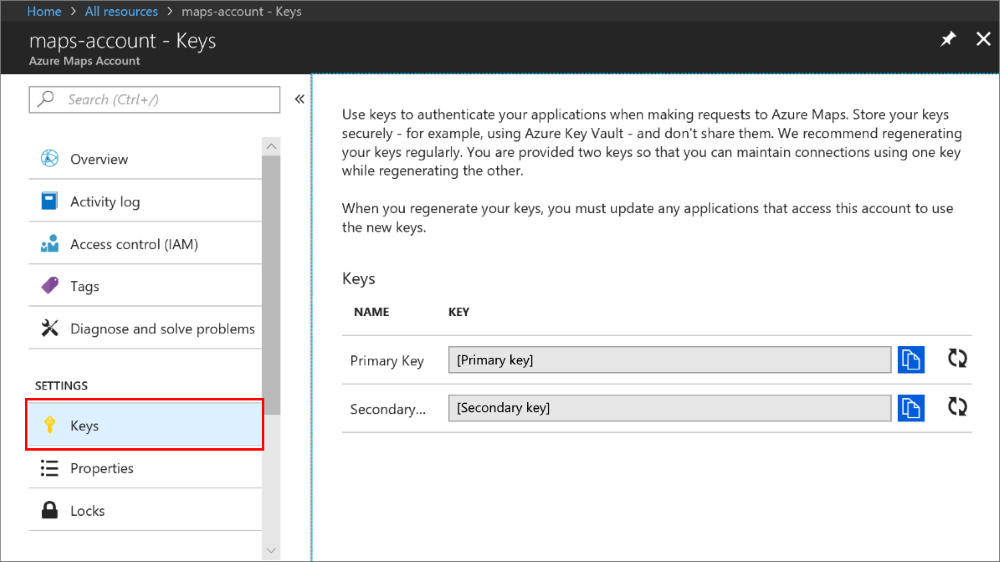 Home > All resources > maps-account - Keys
maps-account - Keys
Azure Maps Account
Search (Ctrl+/)
«
Overview
Activity log
Access control (IAM)
Tags
Diagnose and solve problems
SETTINGS
Keys
Properties
Locks
Use keys to authenticate your applications when making requests to Azure Maps. Store your keys
securely - for example, using Azure Key Vault - and don't share them. We recommend regenerating
your keys regularly. You are provided two keys so that you can maintain connections using one key
while regenerating the other.
When you regenerate your keys, you must update any applications that access this account to use
the new keys.
Keys
NAME KEY
Primary Key [Primary key]
Secondary... [Secondary key]